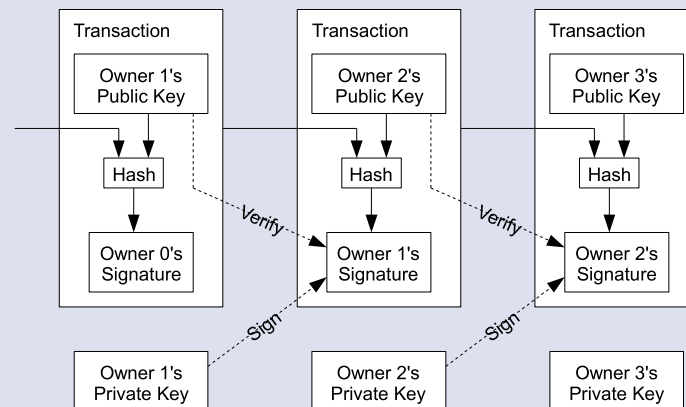 Transaction
Owner 1's
Public Key
Hash
Owner 0's
Signature
Verify
Sign
Owner 1's
Private Key
Transaction
Owner 2's
Public Key
Hash
Owner 1's
Signature
Verify
Sign
Owner 2's
Private Key
Transaction
Owner 3's
Public Key
Hash
Owner 2's
Signature
Owner 3's
Private Key